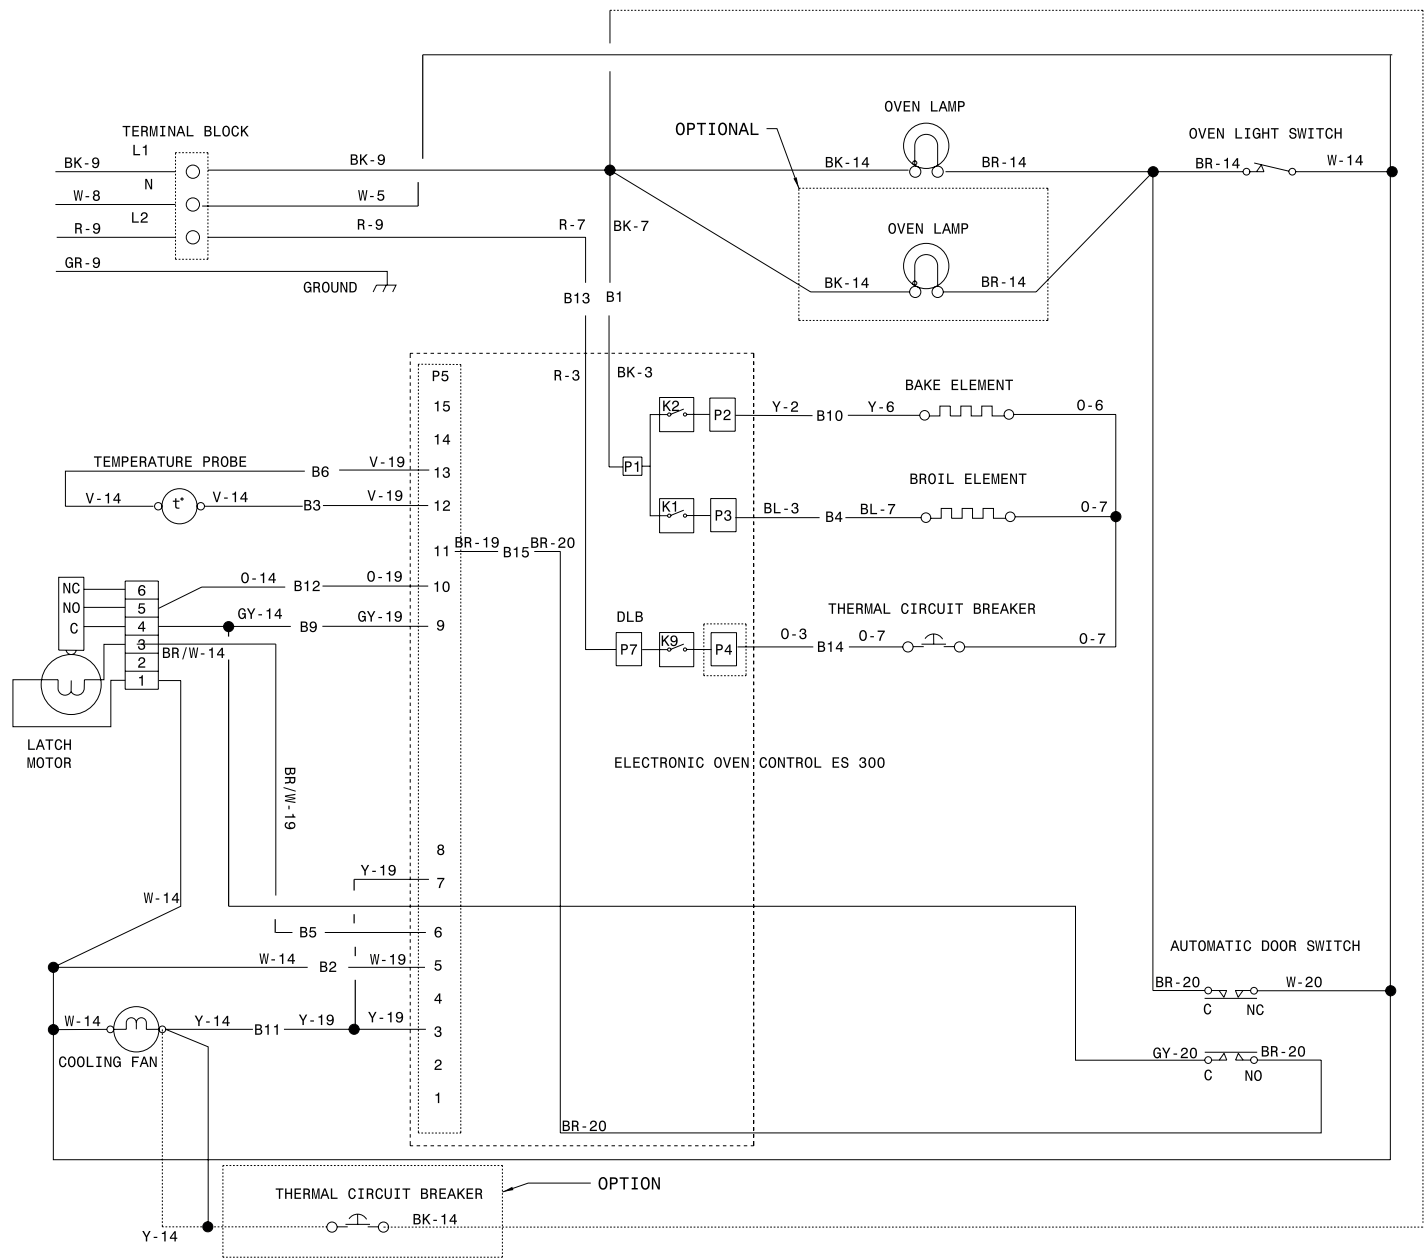 OVEN LAMP
TERMINAL BLOCK
OPTIONAL
OVEN LIGHT SWITCH
L1
BK-9
BK-9
BK-14
BR-14
BR-14
W-14
N
W-8
W-5
L2
R-9
R-9
R-7
BK-7
OVEN LAMP
GR-9
GROUND
BK-14
BR-14
B13
B1
P5
R-3
BK-3
BAKE ELEMENT
15
K2
P2
Y-2
B10
Y-6
O-6
14
TEMPERATURE PROBE
B6
V-19
13
P1
V-14
t°
V-14
B3
V-19
12
BROIL ELEMENT
K1
P3
BL-3
B4
BL-7
O-7
11
BR-19
B15
BR-20
O-14
B12
O-19
10
NC
6
NO
5
C
4
GY-14
B9
GY-19
9
DLB
THERMAL CIRCUIT BREAKER
3
BR/W-14
2
1
P7
K9
P4
O-3
B14
O-7
O-7
LATCH
MOTOR
ELECTRONIC OVEN CONTROL ES 300
BR/W-19
8
Y-19
7
W-14
B5
6
W-14
B2
W-19
5
AUTOMATIC DOOR SWITCH
BR-20
W-20
C
NC
4
W-14
Y-14
B11
Y-19
Y-19
3
COOLING FAN
2
GY-20
BR-20
C
NO
1
BR-20
THERMAL CIRCUIT BREAKER
OPTION
BK-14
Y-14